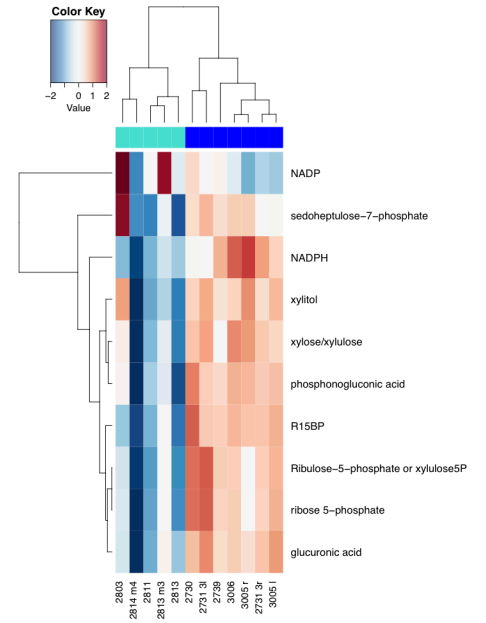 Color Key
−2 0 1 2
Value
NADP
sedoheptulose−7−phosphate
NADPH
xylitol
xylose/xylulose
phosphonogluconic acid
R15BP
Ribulose−5−phosphate or xylulose5P
ribose 5−phosphate
glucuronic acid
2803
2814 m4
2811
2813 m3
2813
2730
2731 3l
2739
3006
3005 r
2731 3r
3005 l